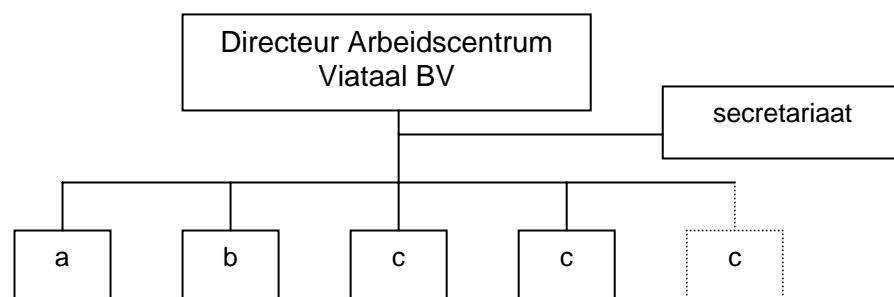 Directeur Arbeidscentrum
Viataal BV
secretariaat
a
b
c
c
c